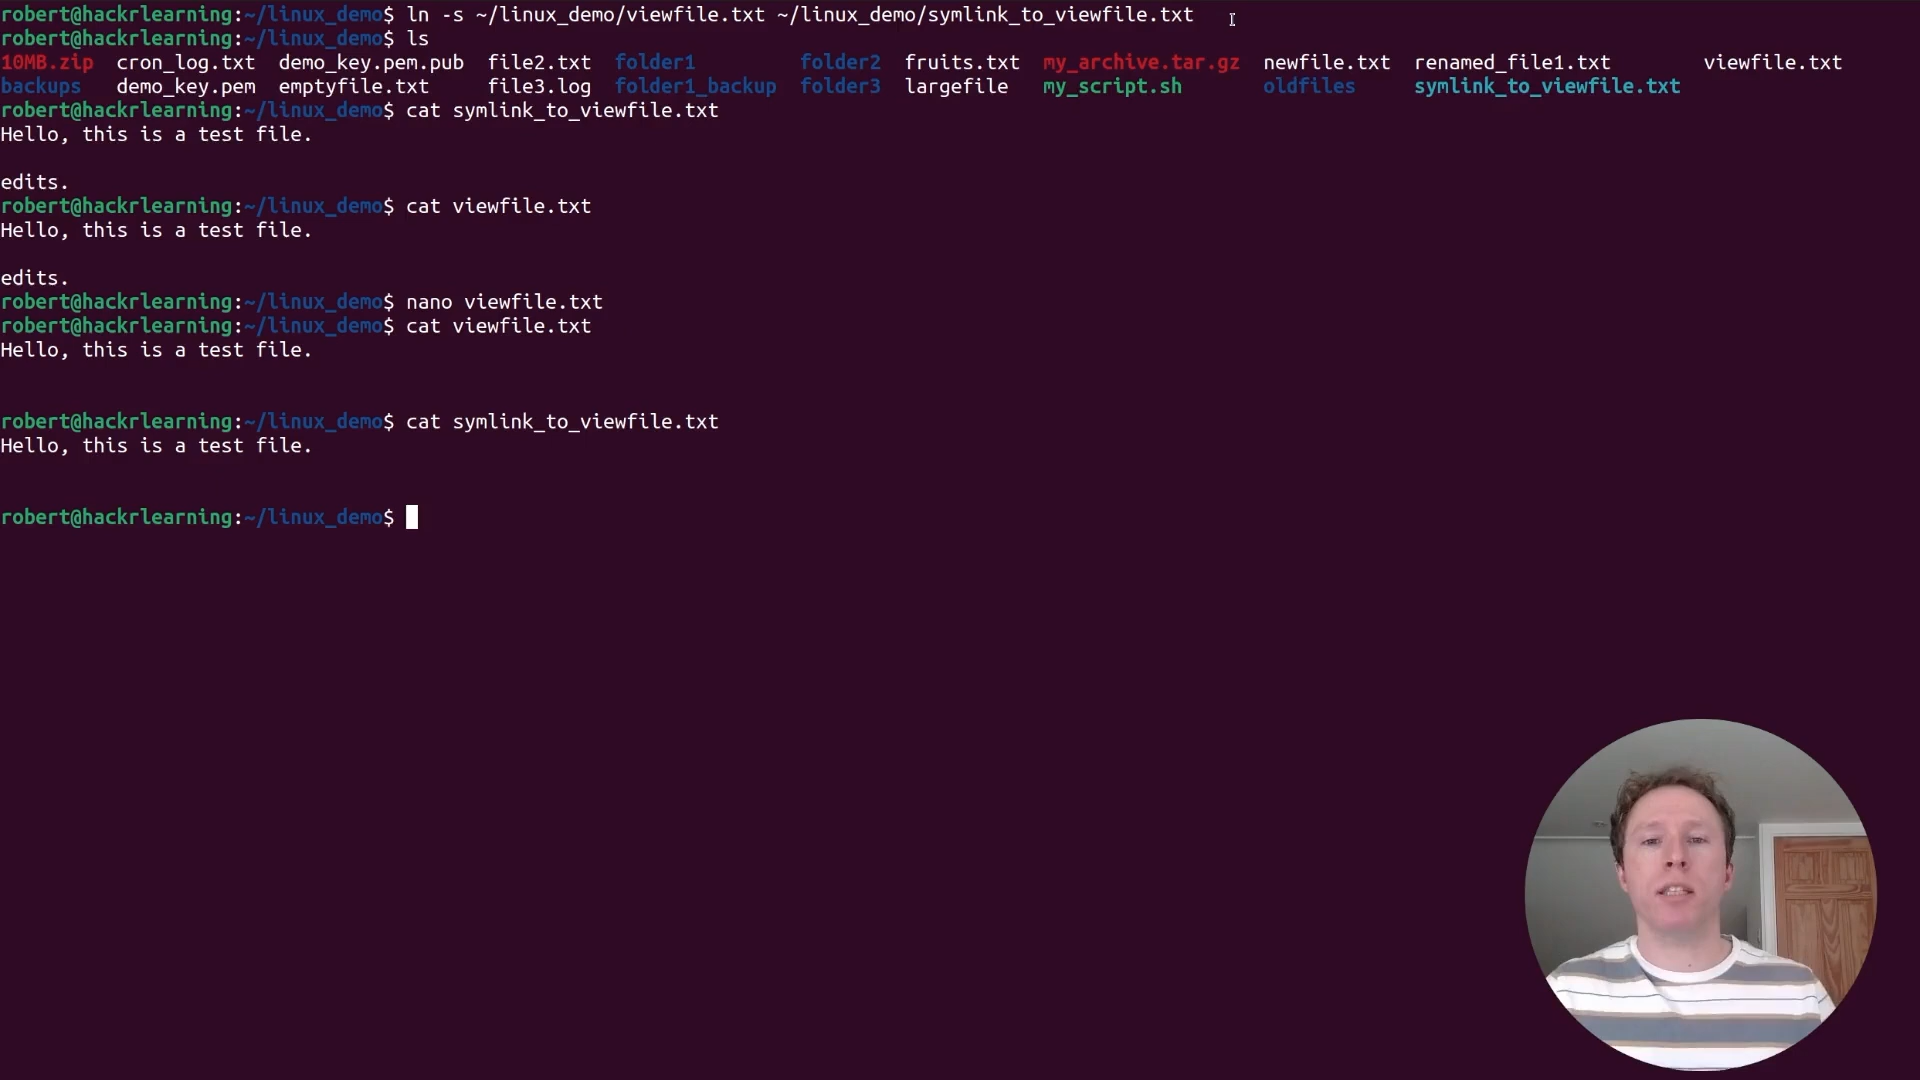 robert@hackrlearning:~/linux_demo$ ln -s ~/linux_demo/viewfile.txt ~/linux_demo/symlink_to_viewfile.txt
robert@hackrlearning:~/linux_demo$ ls
10MB.zip cron_log.txt demo_key.pem.pub file2.txt folder1 folder2 fruits.txt my_archive.tar.gz newfile.txt renamed_file1.txt viewfile.txt
backups demo_key.pem emptyfile.txt file3.log folder1_backup folder3 largefile my_script.sh oldfiles symlink_to_viewfile.txt
robert@hackrlearning:~/linux_demo$ cat symlink_to_viewfile.txt
Hello, this is a test file.
edits.
robert@hackrlearning:~/linux_demo$ cat viewfile.txt
Hello, this is a test file.
edits.
robert@hackrlearning:~/linux_demo$ nano viewfile.txt
robert@hackrlearning:~/linux_demo$ cat viewfile.txt
Hello, this is a test file.
robert@hackrlearning:~/linux_demo$ cat symlink_to_viewfile.txt
Hello, this is a test file.
robert@hackrlearning:~/linux_demo$